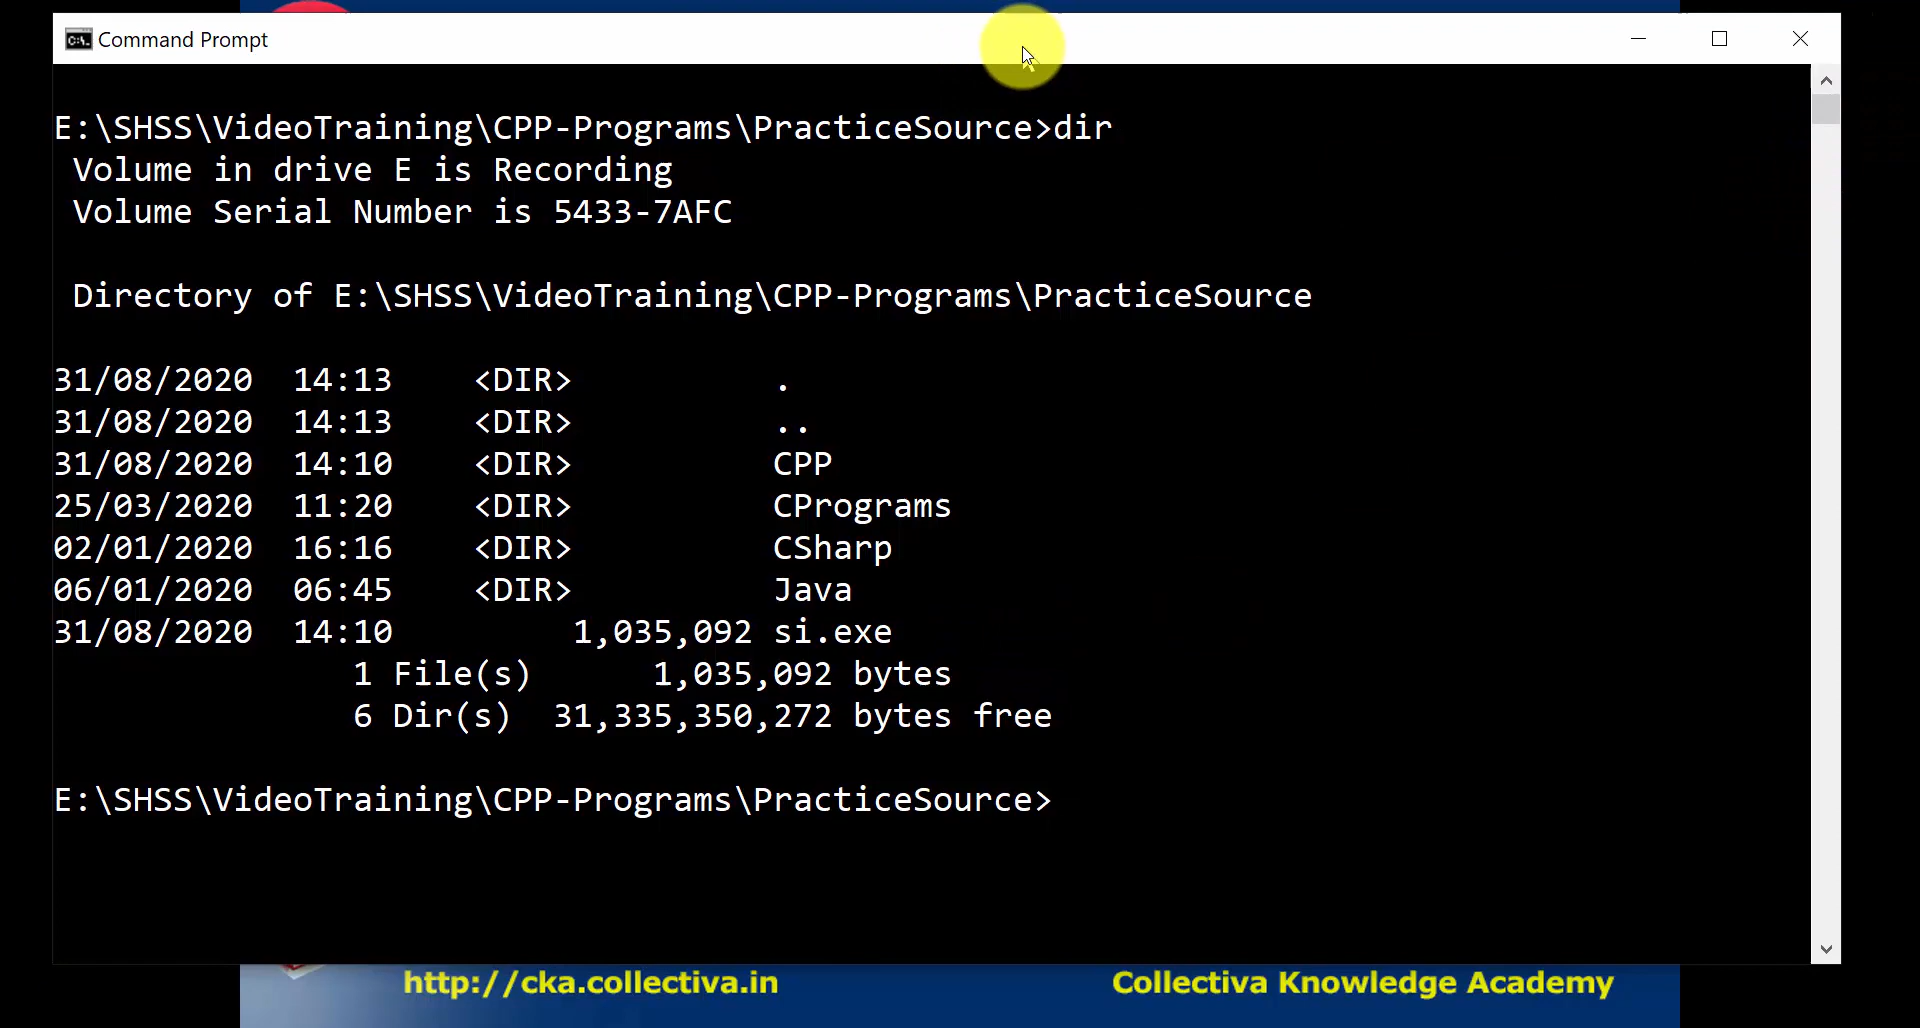 Command Prompt
E:\SHSS\VideoTraining\CPP-Programs\PracticeSource>dir
Volume in drive E is Recording
Volume Serial Number is 5433-7AFC
Directory of E:\SHSS\VideoTraining\CPP-Programs\PracticeSource
31/08/2020 14:13 <DIR> .
31/08/2020 14:13 <DIR> ..
31/08/2020 14:10 <DIR> CPP
25/03/2020 11:20 <DIR> CPrograms
02/01/2020 16:16 <DIR> CSharp
06/01/2020 06:45 <DIR> Java
31/08/2020 14:10 1,035,092 si.exe
1 File(s) 1,035,092 bytes
6 Dir(s) 31,335,350,272 bytes free
E:\SHSS\VideoTraining\CPP-Programs\PracticeSource>
http://cka.collectiva.in Collectiva Knowledge Academy